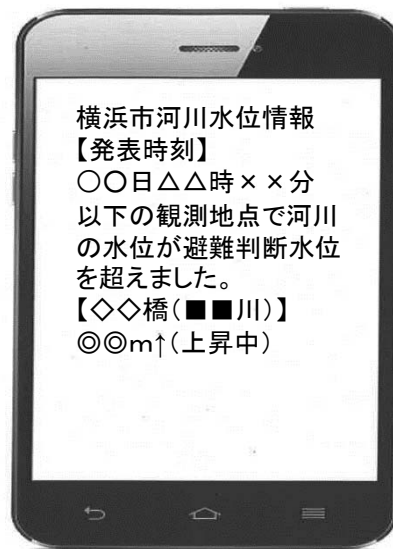 横浜市河川水位情報
【発表時刻】
〇〇日△△時××分
以下の観測地点で河川
の水位が避難判断水位
を超えました。
【◇◇橋(■■川)】
◎◎m↑(上昇中)